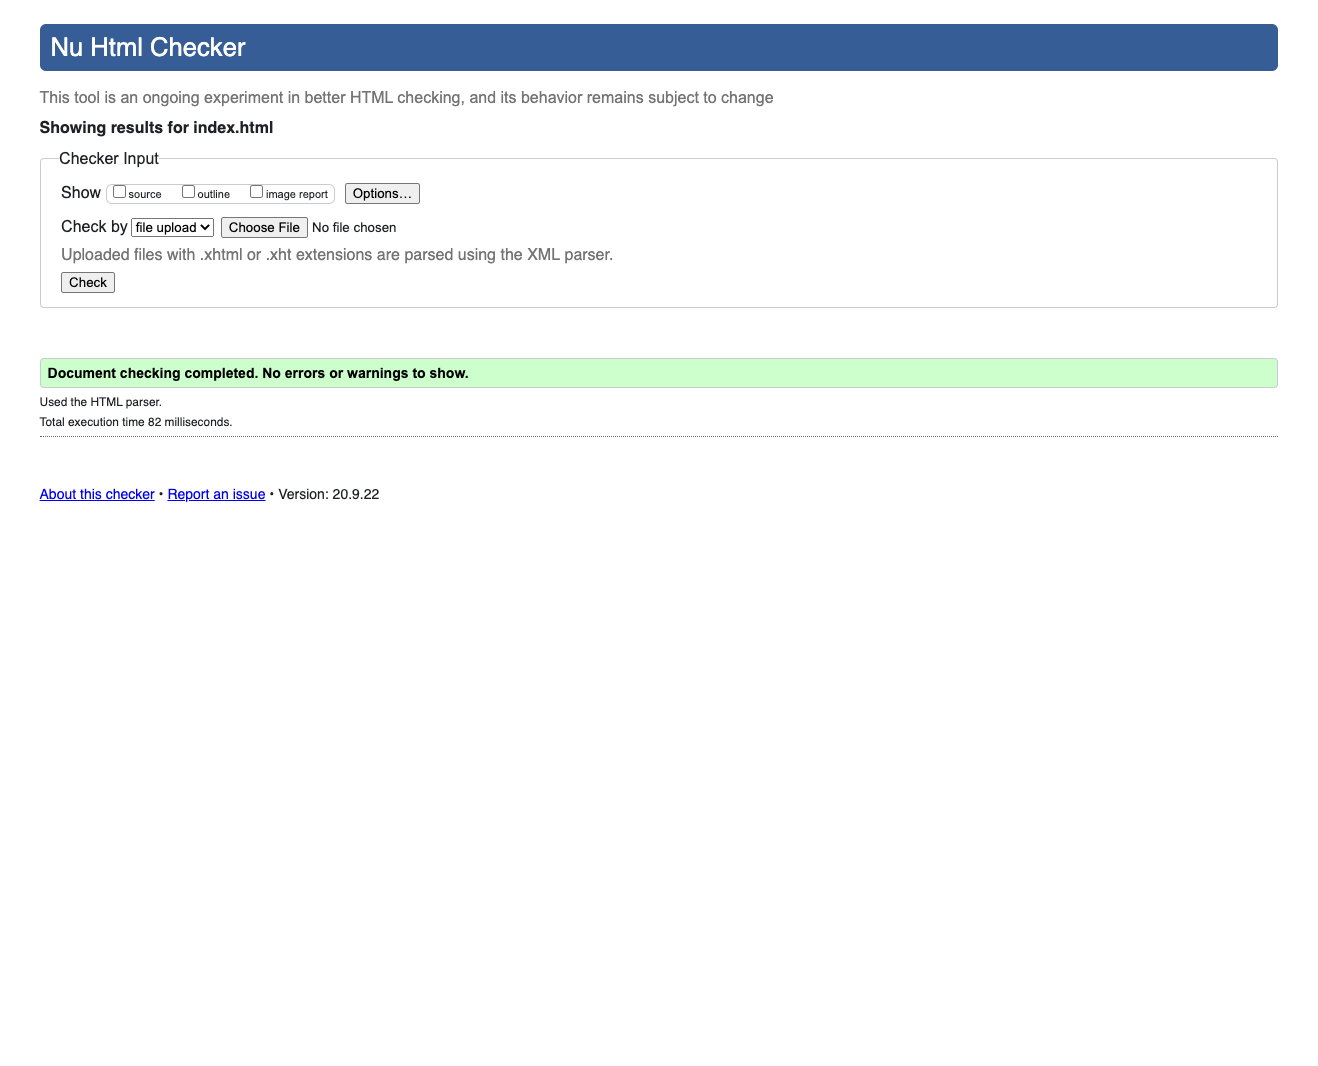 Nu Html Checker
This tool is an ongoing experiment in better HTML checking, and its behavior remains subject to change
Showing results for index.html
Checker Input
Show source outline image report Options…
Check by file upload Choose File No file chosen
Uploaded files with .xhtml or .xht extensions are parsed using the XML parser.
Check
Document checking completed. No errors or warnings to show.
Used the HTML parser.
Total execution time 82 milliseconds.
About this checker • Report an issue • Version: 20.9.22